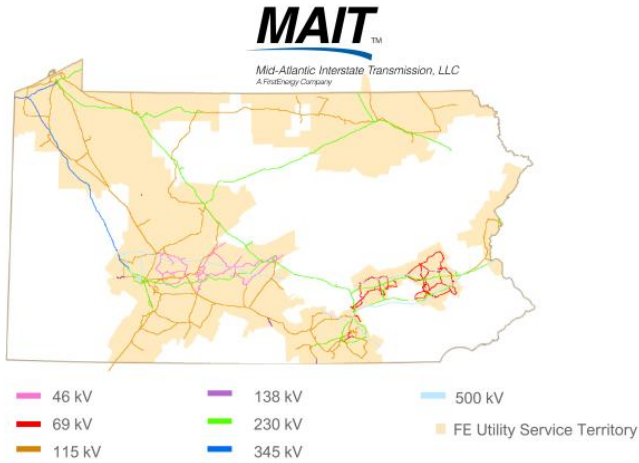 MAIT TM
Mid-Atlantic Interstate Transmission, LLC
A FirstEnergy Company
46 kV
138 kV
500 kV
69 kV
230 kV
FE Utility Service Territory
115 kV
345 kV